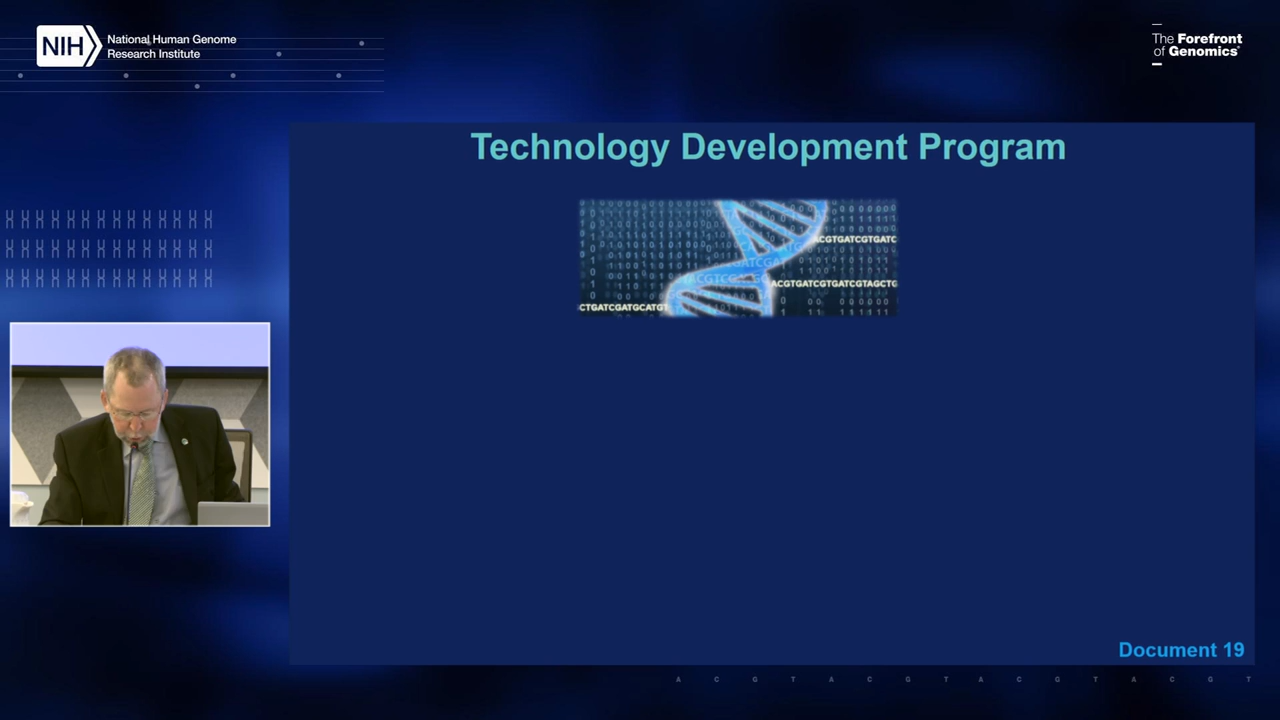 NIH
National Human Genome
Research Institute
The Forefront
of Genomics®
Technology Development Program
ACGTGATCGTGATC
ACGTGATCGTGATCGTAGCTG
CTGATCGATGCATGT
Document 19
A C G T A C G T A C G T A C G T